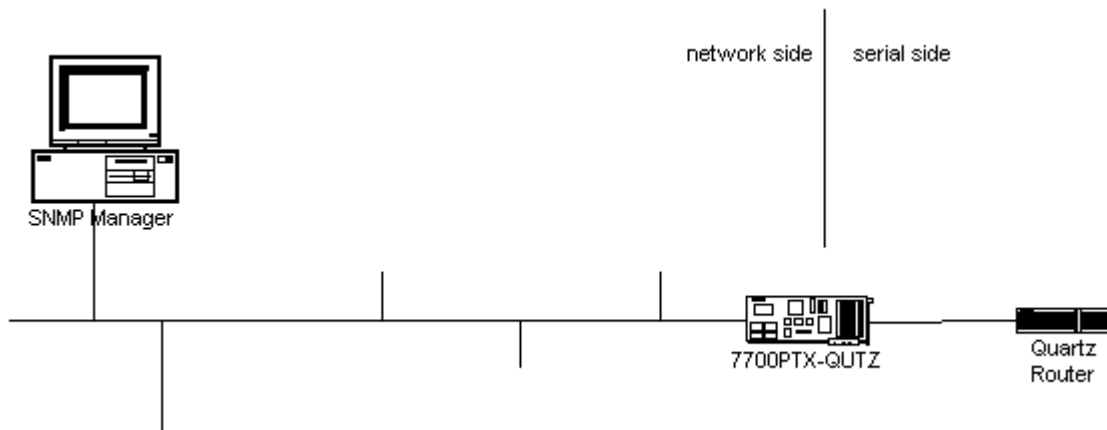 network side
serial side
SNMP Manager
7700PTX-QUTZ
Quartz
Router